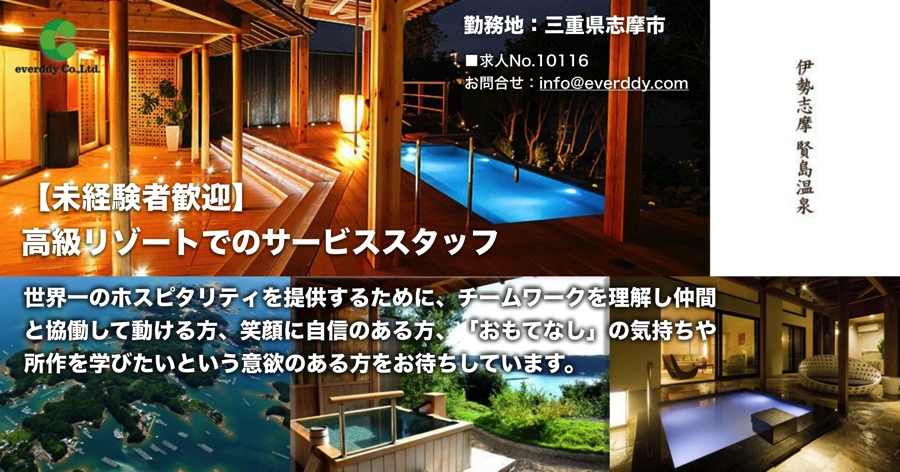 everddy Co.,Ltd.
勤務地：三重県志摩市
■求人No.10116
お問合せ：info@everddy.com
伊勢志摩 賢島温泉
【未経験者歓迎】
高級リゾートでのサービススタッフ
世界一のホスピタリティを提供するために、チームワークを理解し仲間
と協働して動ける方、笑顔に自信のある方、「おもてなし」の気持ちや
所作を学びたいという意欲のある方をお待ちしています。